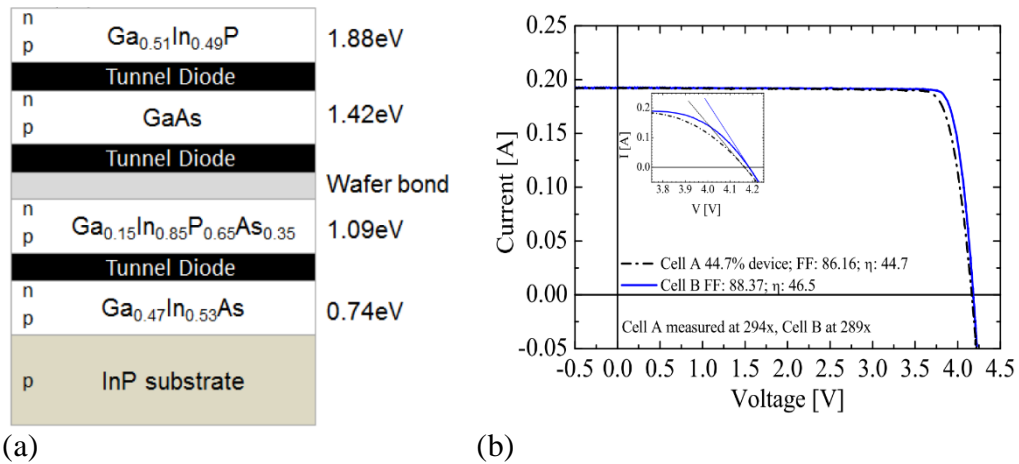 n
p
Ga0.51In0.49P
1.88eV
Tunnel Diode
n
p
GaAs
1.42eV
Tunnel Diode
Wafer bond
n
p
Ga0.15In0.85P0.65As0.35
1.09eV
Tunnel Diode
n
p
Ga0.47In0.53As
0.74eV
p
InP substrate
(a)
0.25
0.20
0.15
0.10
0.05
0.00
-0.05
Current [A]
0.2
0.1
0.0
I [A]
3.8 3.9 4.0 4.1 4.2
V [V]
Cell A 44.7% device; FF: 86.16; η: 44.7
Cell B FF: 88.37; η: 46.5
Cell A measured at 294x, Cell B at 289x
-0.5 0.0 0.5 1.0 1.5 2.0 2.5 3.0 3.5 4.0 4.5
Voltage [V]
(b)